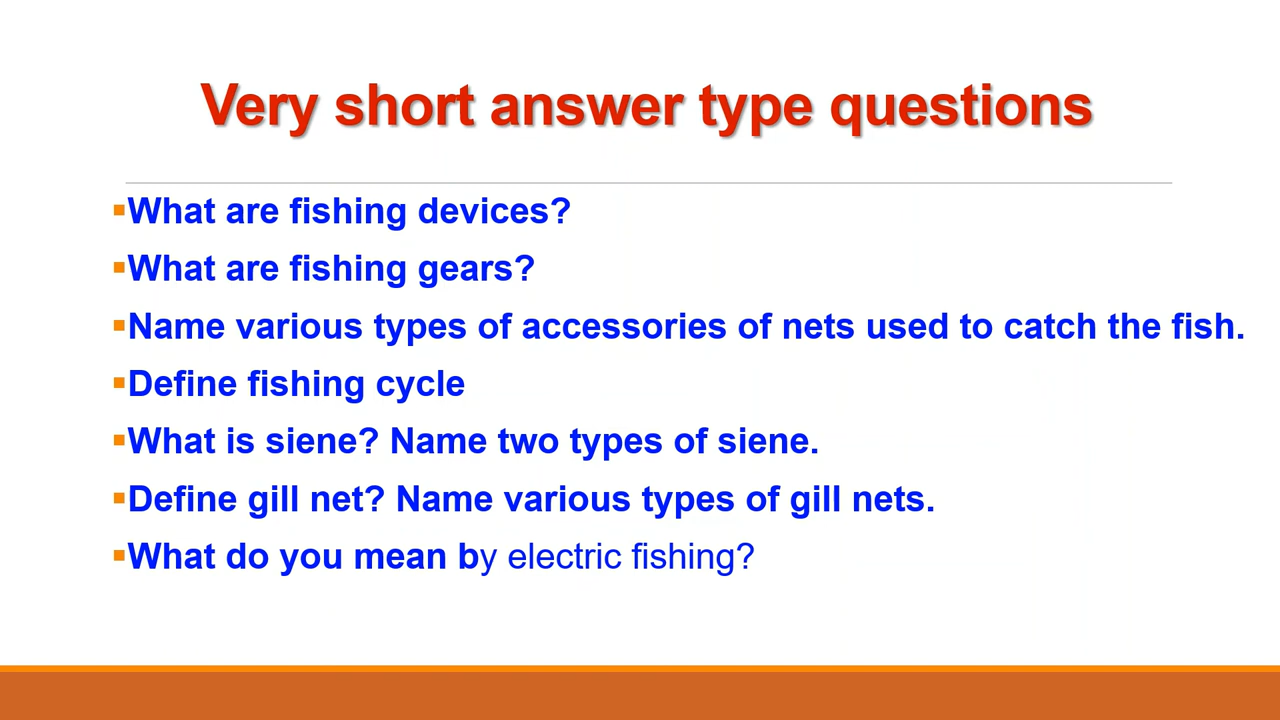 Very short answer type questions
▪What are fishing devices?
▪What are fishing gears?
▪Name various types of accessories of nets used to catch the fish.
▪Define fishing cycle
▪What is siene? Name two types of siene.
▪Define gill net? Name various types of gill nets.
▪What do you mean by electric fishing?